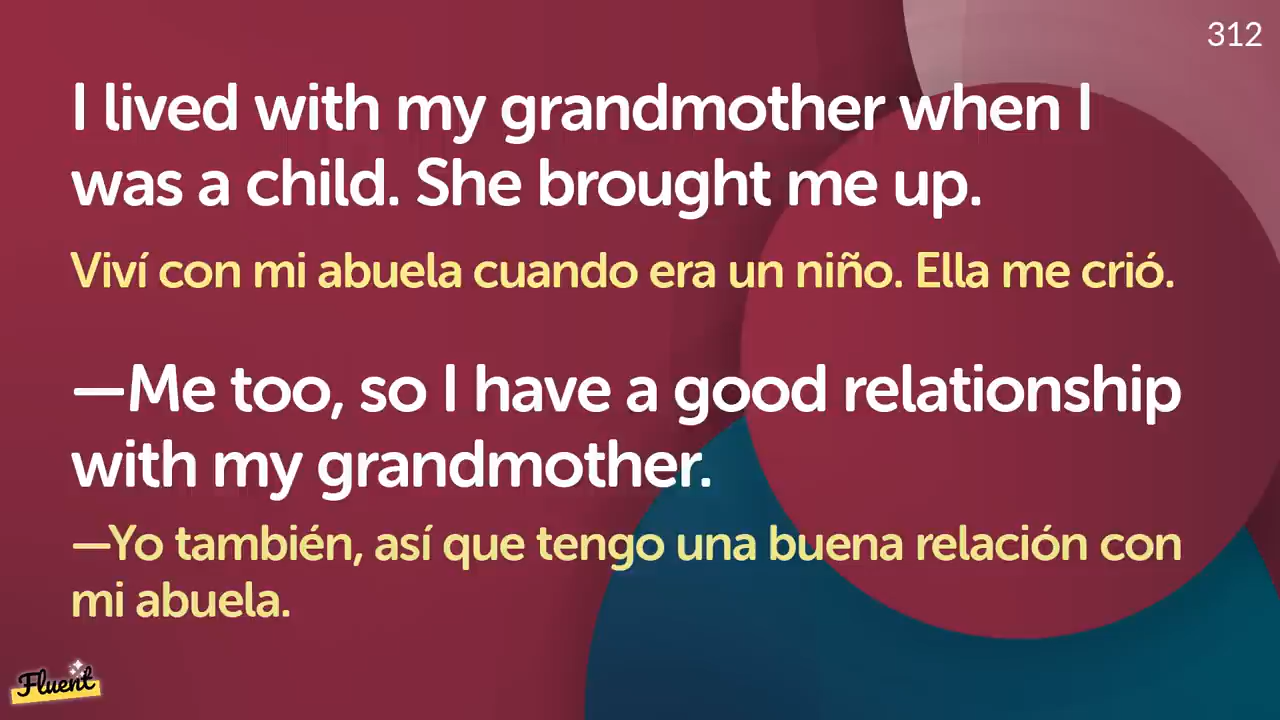 312
I lived with my grandmother when I
was a child. She brought me up.
Viví con mi abuela cuando era un niño. Ella me crió.
—Me too, so I have a good relationship
with my grandmother.
—Yo también, así que tengo una buena relación con
mi abuela.
Fluent